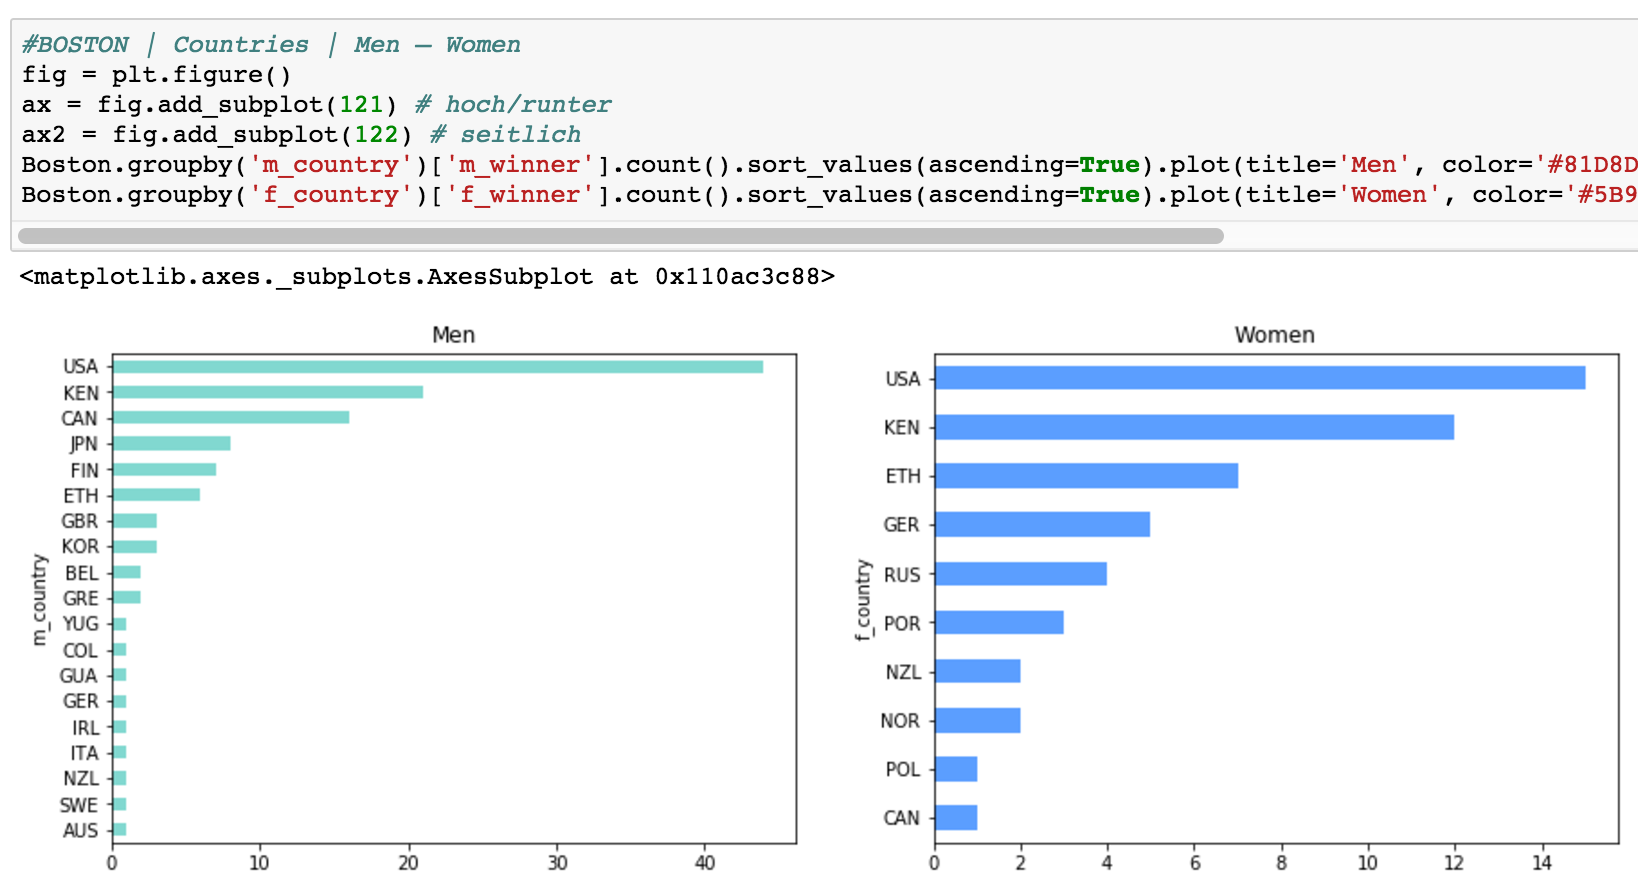 #BOSTON | Countries | Men – Women
fig = plt.figure()
ax = fig.add_subplot(121) # hoch/runter
ax2 = fig.add_subplot(122) # seitlich
Boston.groupby('m_country')['m_winner'].count().sort_values(ascending=True).plot(title='Men', color='#81D8D
Boston.groupby('f_country')['f_winner'].count().sort_values(ascending=True).plot(title='Women', color='#5B9
<matplotlib.axes._subplots.AxesSubplot at 0x110ac3c88>
Men
m_country
USA
KEN
CAN
JPN
FIN
ETH
GBR
KOR
BEL
GRE
YUG
COL
GUA
GER
IRL
ITA
NZL
SWE
AUS
0 10 20 30 40
Women
f_country
USA
KEN
ETH
GER
RUS
POR
NZL
NOR
POL
CAN
0 2 4 6 8 10 12 14